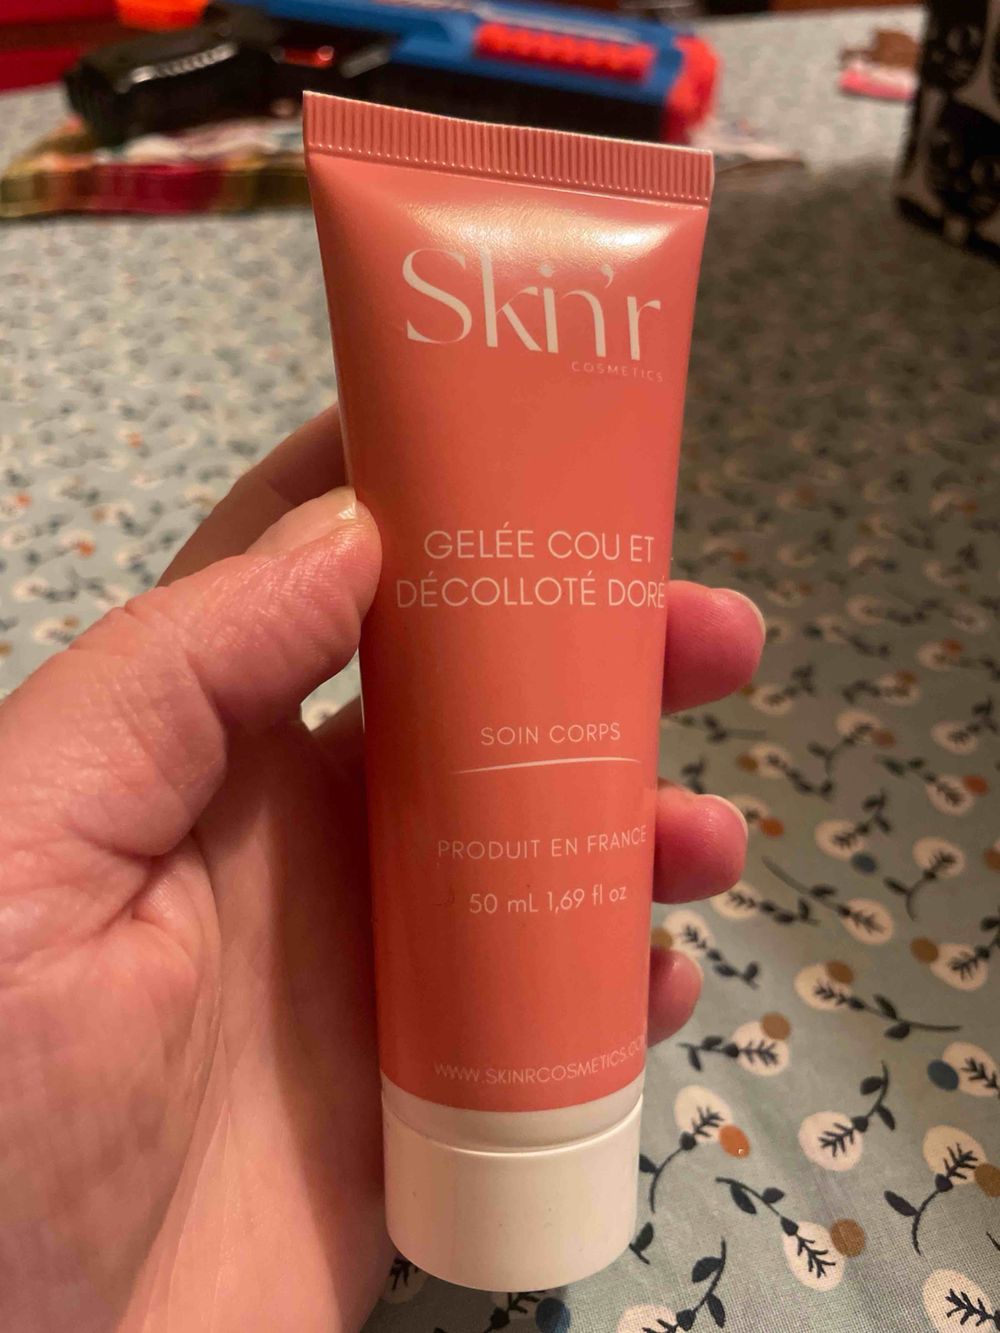 Skin'r
COSMETICS
GELÉE COU ET
DÉCOLLOTÉ DORÉ
SOIN CORPS
PRODUIT EN FRANCE
50 mL 1,69 fl oz
WWW.SKINRCOSMETICS.COM